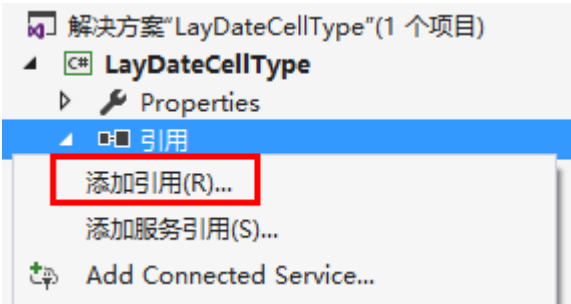 解决方案"LayDateCellType"(1 个项目)
C# LayDateCellType
Properties
引用
添加引用(R)...
添加服务引用(S)...
Add Connected Service...